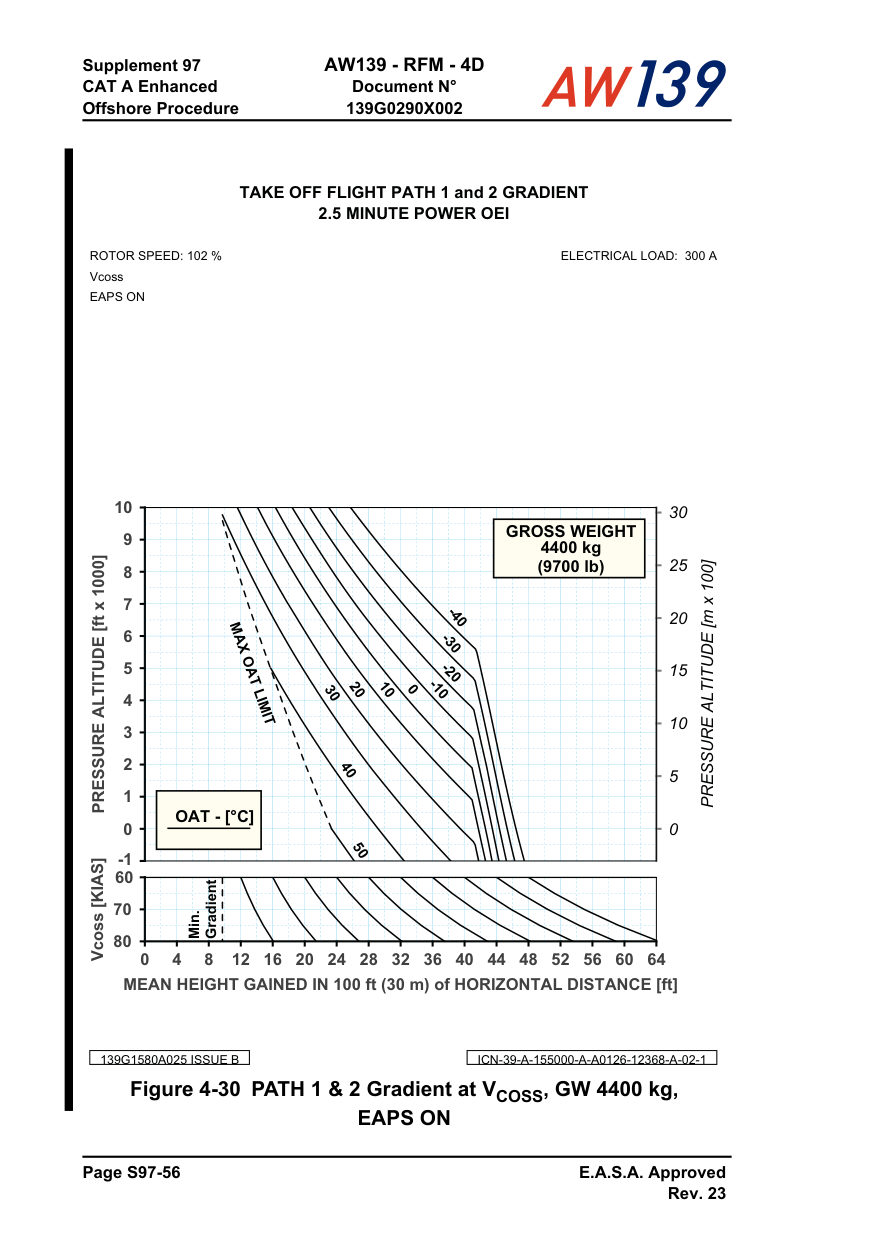 Supplement 97
CAT A Enhanced
Offshore Procedure
AW139 - RFM - 4D
Document N°
139G0290X002
AW139
TAKE OFF FLIGHT PATH 1 and 2 GRADIENT
2.5 MINUTE POWER OEI
ROTOR SPEED: 102 %
ELECTRICAL LOAD: 300 A
Vcoss
EAPS ON
GROSS WEIGHT
4400 kg
(9700 lb)
PRESSURE ALTITUDE [ft x 1000]
10
9
8
7
6
5
4
3
2
1
0
-1
PRESSURE ALTITUDE [m x 100]
30
25
20
15
10
5
0
-40
-30
-20
-10
0
10
20
30
40
50
MAX OAT LIMIT
OAT - [°C]
Vcoss [KIAS]
60
70
80
Min.
Gradient
0 4 8 12 16 20 24 28 32 36 40 44 48 52 56 60 64
MEAN HEIGHT GAINED IN 100 ft (30 m) of HORIZONTAL DISTANCE [ft]
139G1580A025 ISSUE B
ICN-39-A-155000-A-A0126-12368-A-02-1
Figure 4-30 PATH 1 & 2 Gradient at VCOSS, GW 4400 kg,
EAPS ON
Page S97-56
E.A.S.A. Approved
Rev. 23